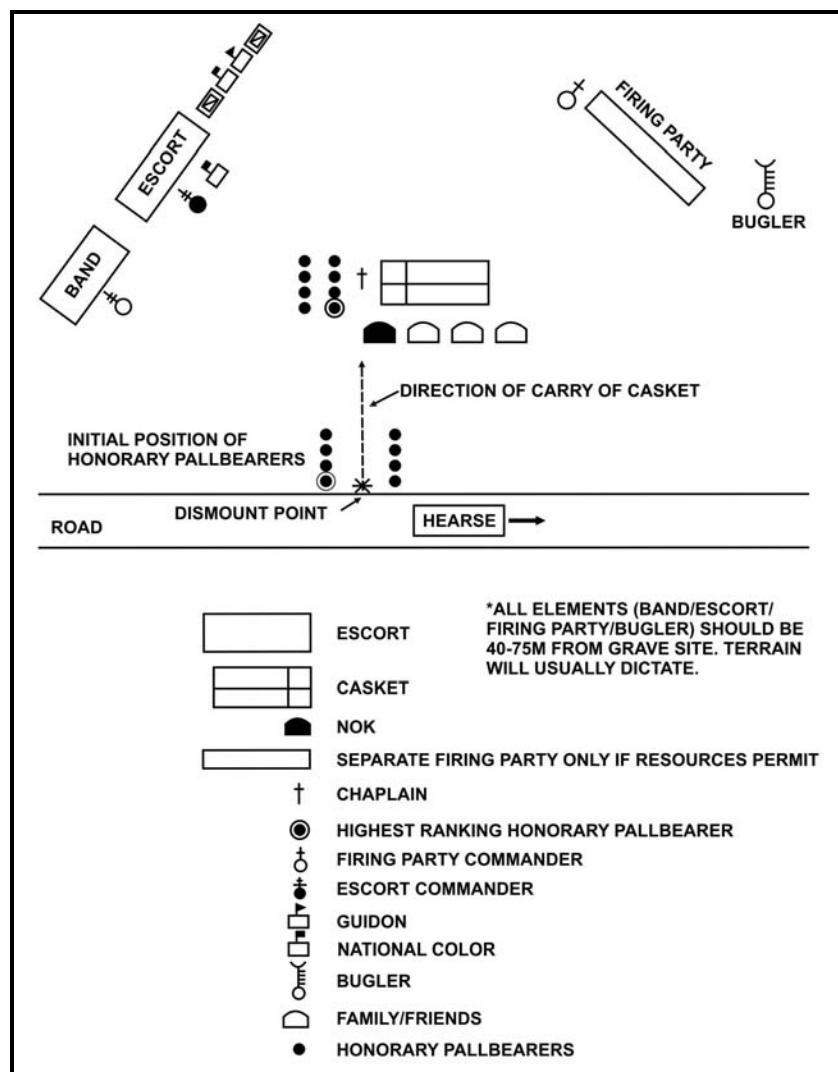 ESCORT
FIRING PARTY
BAND
BUGLER
DIRECTION OF CARRY OF CASKET
INITIAL POSITION OF
HONORARY PALLBEARERS
DISMOUNT POINT
HEARSE
ROAD
*ALL ELEMENTS (BAND/ESCORT/
FIRING PARTY/BUGLER) SHOULD BE
40-75M FROM GRAVE SITE. TERRAIN
WILL USUALLY DICTATE.
ESCORT
CASKET
NOK
SEPARATE FIRING PARTY ONLY IF RESOURCES PERMIT
CHAPLAIN
HIGHEST RANKING HONORARY PALLBEARER
FIRING PARTY COMMANDER
ESCORT COMMANDER
GUIDON
NATIONAL COLOR
BUGLER
FAMILY/FRIENDS
HONORARY PALLBEARERS